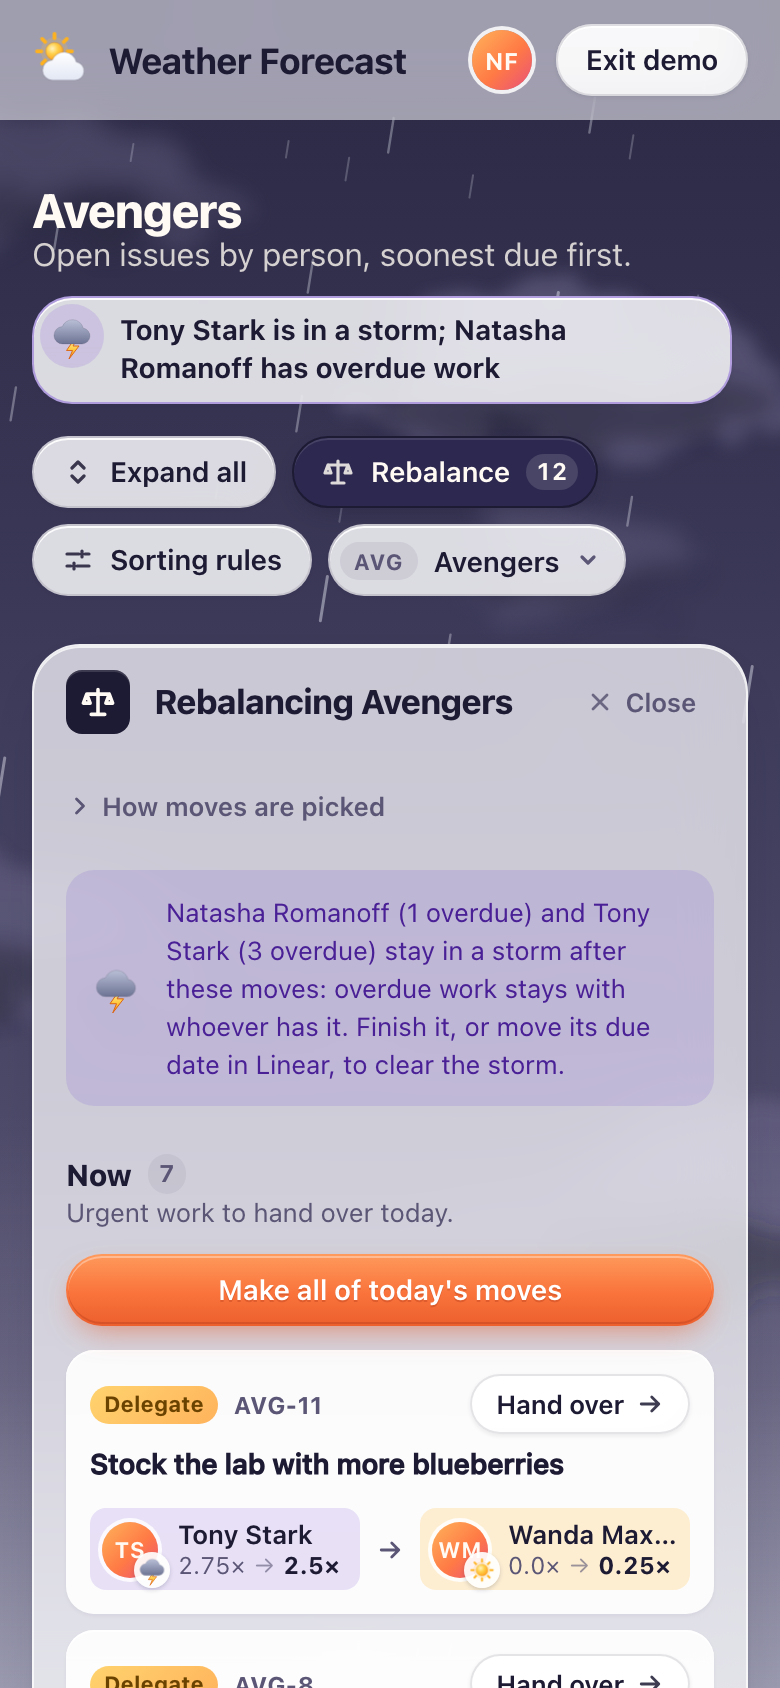 Weather Forecast
NF
Exit demo
Avengers
Open issues by person, soonest due first.
Tony Stark is in a storm; Natasha
Romanoff has overdue work
Expand all
Rebalance 12
Sorting rules
AVG Avengers
Rebalancing Avengers
Close
How moves are picked
Natasha Romanoff (1 overdue) and Tony
Stark (3 overdue) stay in a storm after
these moves: overdue work stays with
whoever has it. Finish it, or move its due
date in Linear, to clear the storm.
Now 7
Urgent work to hand over today.
Make all of today's moves
Delegate AVG-11
Hand over →
Stock the lab with more blueberries
TS
Tony Stark
2.75× → 2.5×
→
WM
Wanda Max...
0.0× → 0.25×
Delegate AVG-8
Hand over →